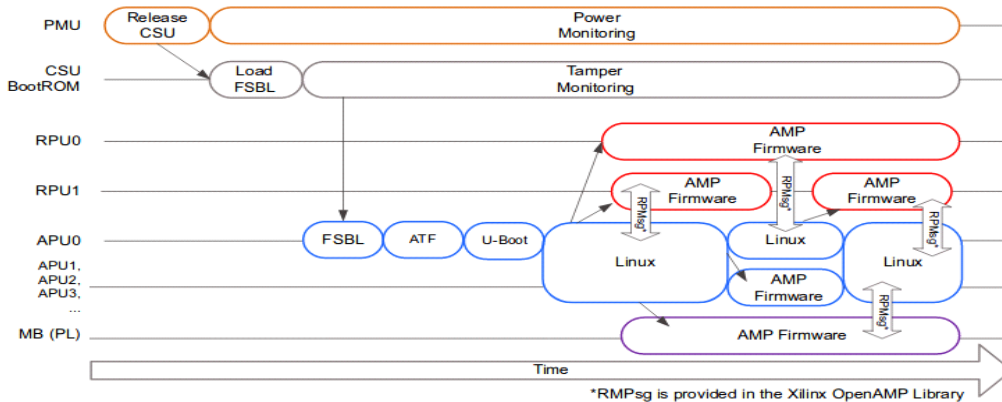 PMU
Release
CSU
Power
Monitoring
CSU
BootROM
Load
FSBL
Tamper
Monitoring
RPU0
AMP
Firmware
RPU1
AMP
Firmware
RPMsg*
RPMsg*
AMP
Firmware
RPMsg*
APU0
FSBL
ATF
U-Boot
Linux
Linux
Linux
APU1,
APU2,
APU3,
...
AMP
Firmware
RPMsg*
MB (PL)
AMP Firmware
Time
*RMPsg is provided in the Xilinx OpenAMP Library